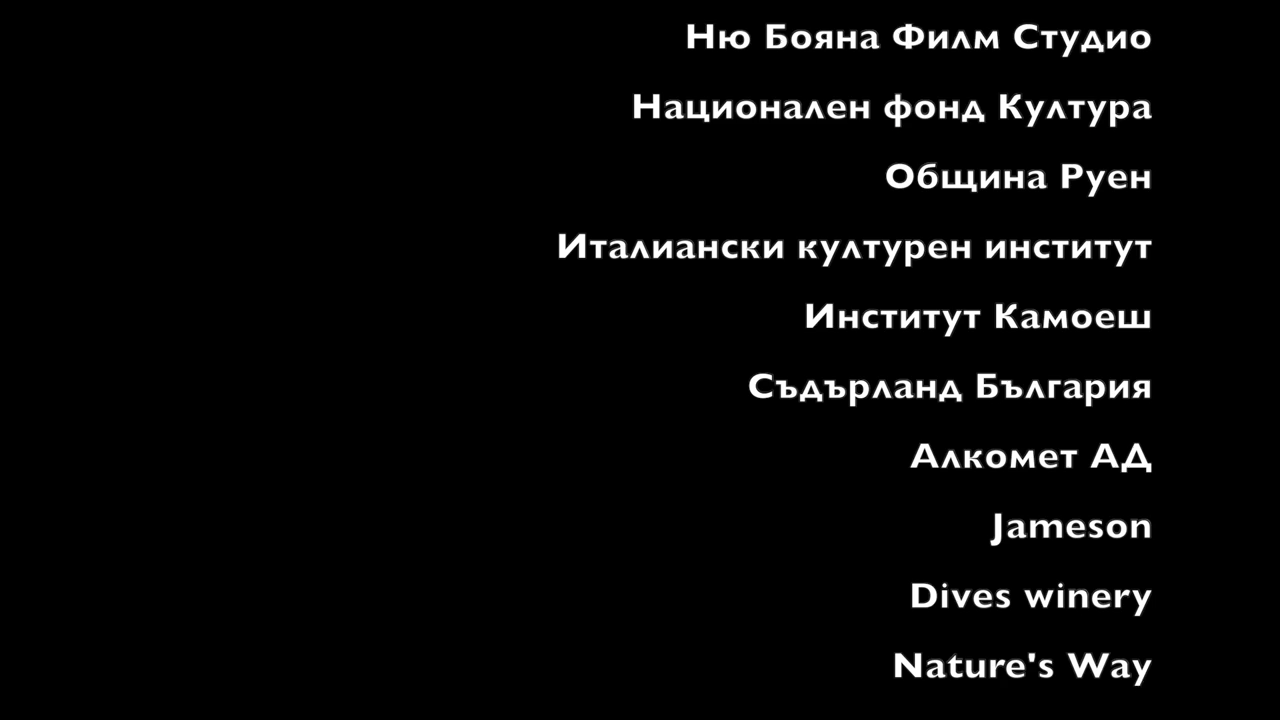 Ню Бояна Филм Студио
Национален фонд Култура
Община Руен
Италиански културен институт
Институт Камоеш
Съдърланд България
Алкомет АД
Jameson
Dives winery
Nature's Way